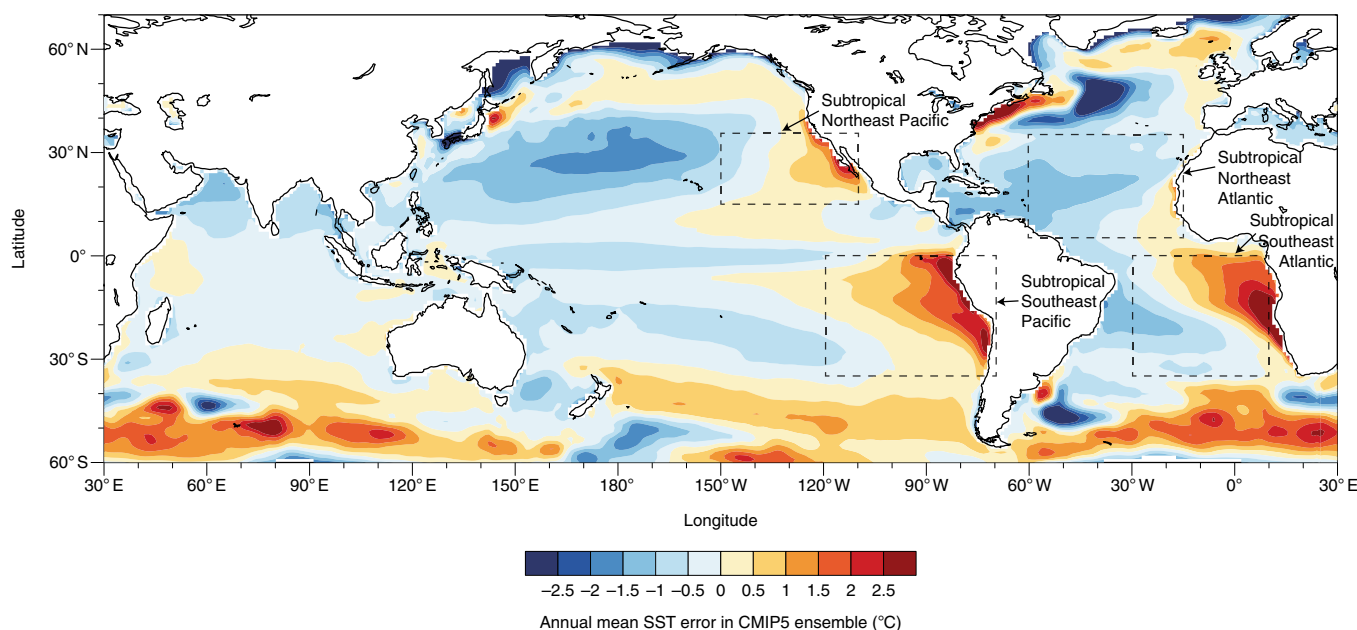 60° N
30° N
0°
30° S
60° S
Latitude
Subtropical
Northeast Pacific
Subtropical
Northeast
Atlantic
Subtropical
Southeast
Atlantic
Subtropical
Southeast
Pacific
30° E
60° E
90° E
120° E
150° E
180°
150° W
120° W
90° W
60° W
30° W
0°
30° E
Longitude
−2.5 −2 −1.5 −1 −0.5 0 0.5 1 1.5 2 2.5
Annual mean SST error in CMIP5 ensemble (°C)